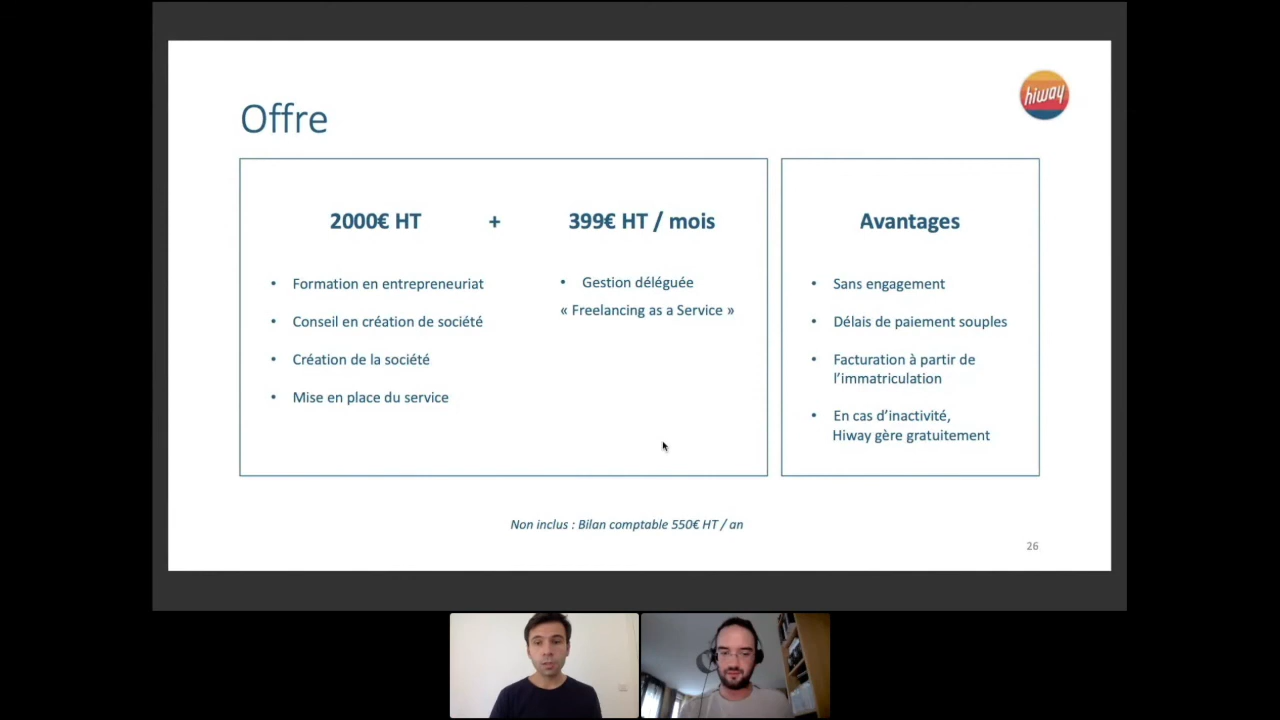 hiway
Offre
2000€ HT + 399€ HT / mois
• Formation en entrepreneuriat
• Conseil en création de société
• Création de la société
• Mise en place du service
• Gestion déléguée
« Freelancing as a Service »
Avantages
• Sans engagement
• Délais de paiement souples
• Facturation à partir de
l’immatriculation
• En cas d’inactivité,
Hiway gère gratuitement
Non inclus : Bilan comptable 550€ HT / an
26